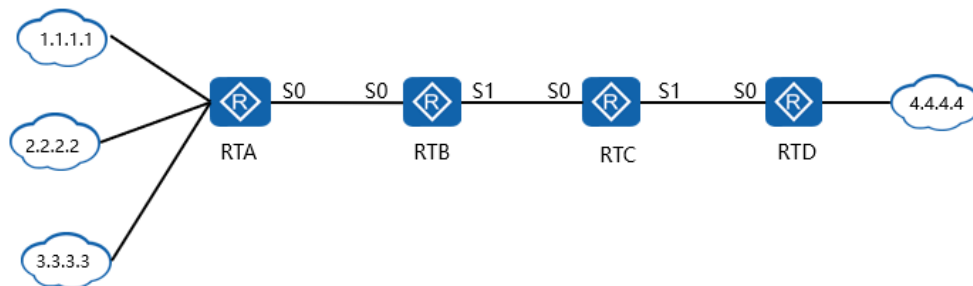 1.1.1.1
S0 S0 S1 S0 S1 S0
R R R R
4.4.4.4
2.2.2.2
RTA RTB RTC RTD
3.3.3.3